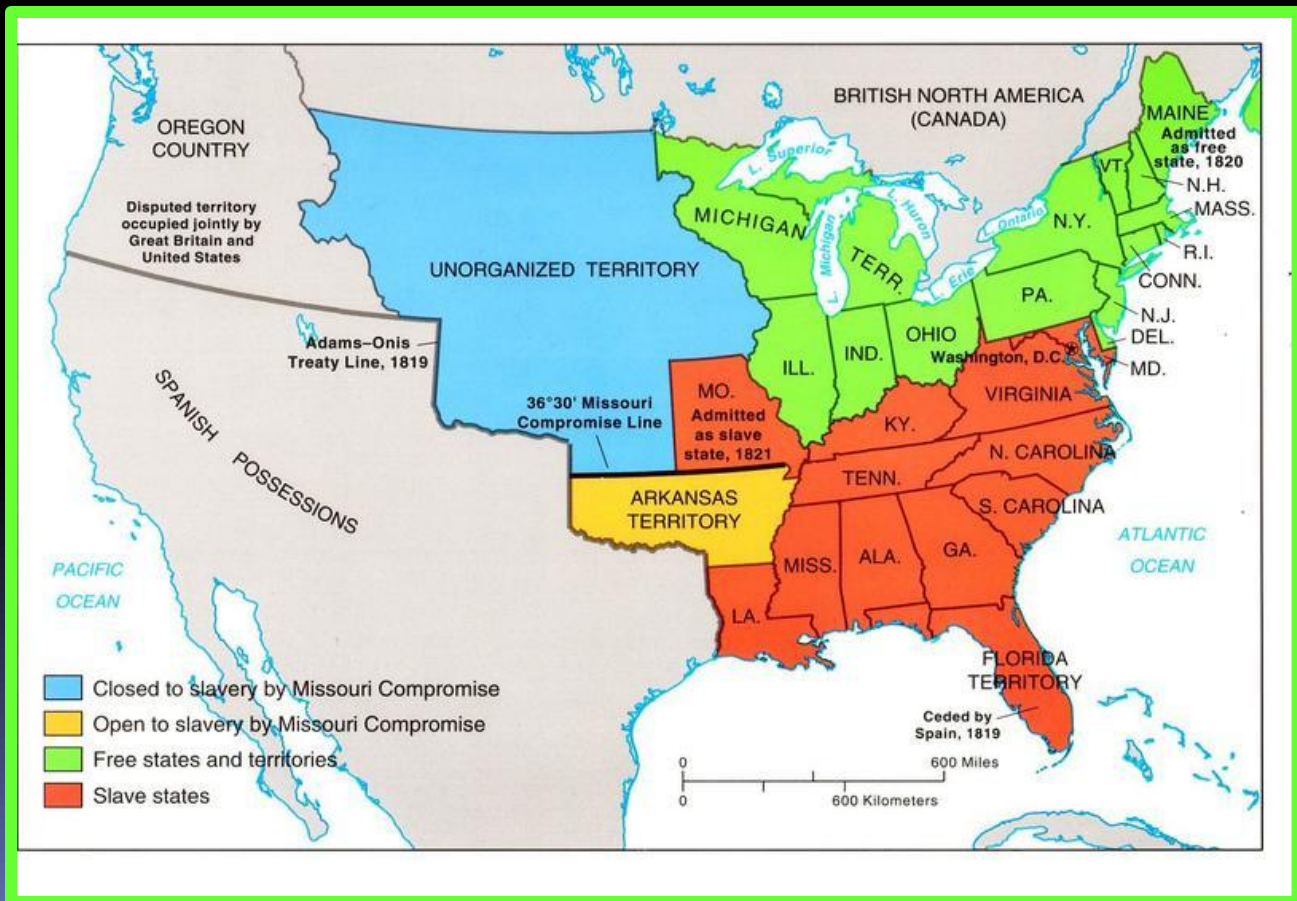 BRITISH NORTH AMERICA
(CANADA)
OREGON
COUNTRY
Disputed territory
occupied jointly by
Great Britain and
United States
UNORGANIZED TERRITORY
Adams–Onis
Treaty Line, 1819
SPANISH
POSSESSIONS
36°30' Missouri
Compromise Line
MO.
Admitted
as slave
state, 1821
ARKANSAS
TERRITORY
L. Superior
L. Michigan
L. Huron
L. Ontario
L. Erie
MICHIGAN
TERR.
MAINE
Admitted
as free
state, 1820
VT.
N.H.
MASS.
N.Y.
R.I.
CONN.
PA.
N.J.
DEL.
MD.
OHIO
IND.
ILL.
Washington, D.C.
VIRGINIA
KY.
N. CAROLINA
TENN.
S. CAROLINA
MISS.
ALA.
GA.
LA.
FLORIDA
TERRITORY
Ceded by
Spain, 1819
ATLANTIC
OCEAN
PACIFIC
OCEAN
Closed to slavery by Missouri Compromise
Open to slavery by Missouri Compromise
Free states and territories
Slave states
0 600 Miles
0 600 Kilometers